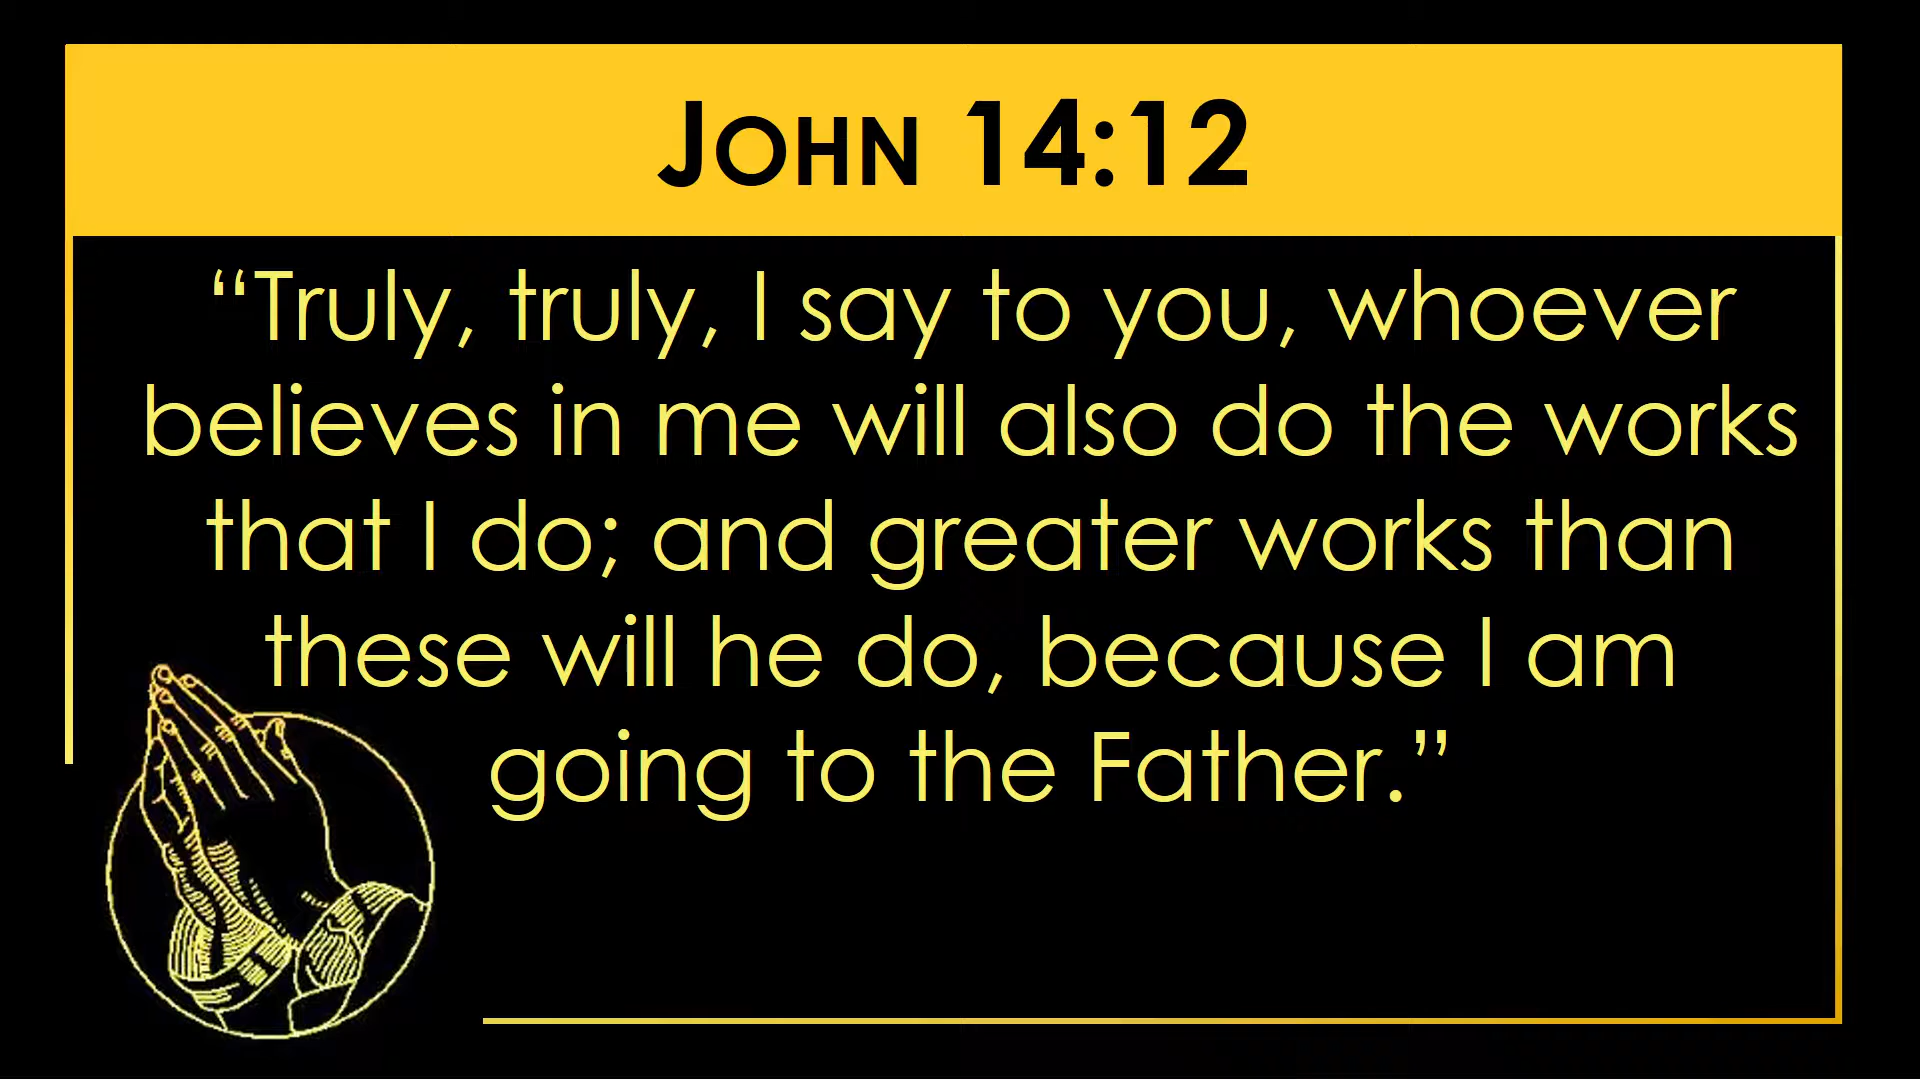 JOHN 14:12
“Truly, truly, I say to you, whoever
believes in me will also do the works
that I do; and greater works than
these will he do, because I am
going to the Father.”